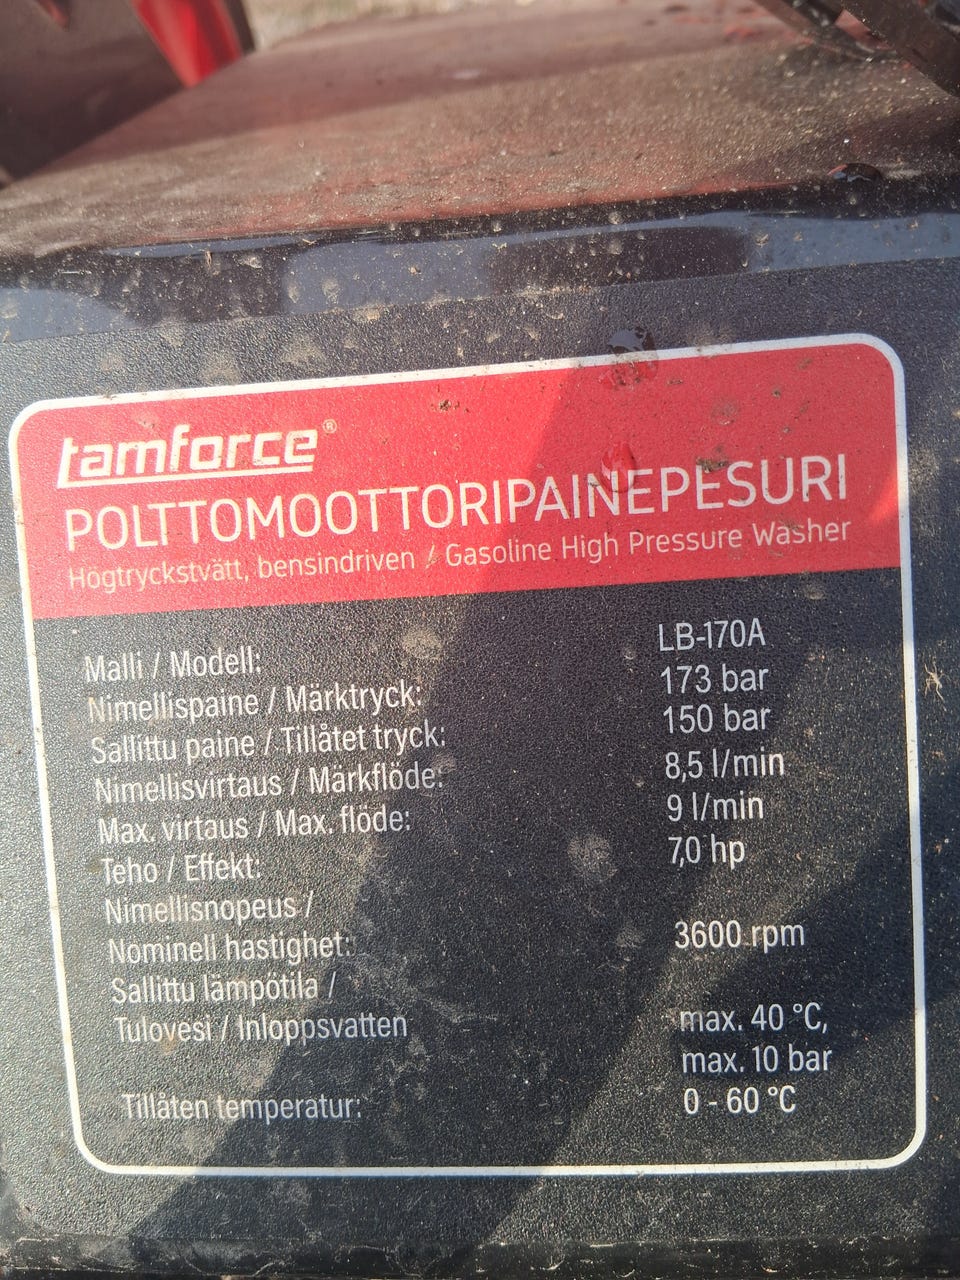 tamforce®
POLTTOMOOTTORIPAINEPESURI
Högtryckstvätt, bensindriven / Gasoline High Pressure Washer
Malli / Modell: LB-170A
Nimellispaine / Märktryck: 173 bar
Sallittu paine / Tillåtet tryck: 150 bar
Nimellisvirtaus / Märkflöde: 8,5 l/min
Max. virtaus / Max. flöde: 9 l/min
Teho / Effekt: 7,0 hp
Nimellisnopeus /
Nominell hastighet: 3600 rpm
Sallittu lämpötila /
Tulovesi / Inloppsvatten max. 40 °C,
max. 10 bar
Tillåten temperatur: 0 - 60 °C